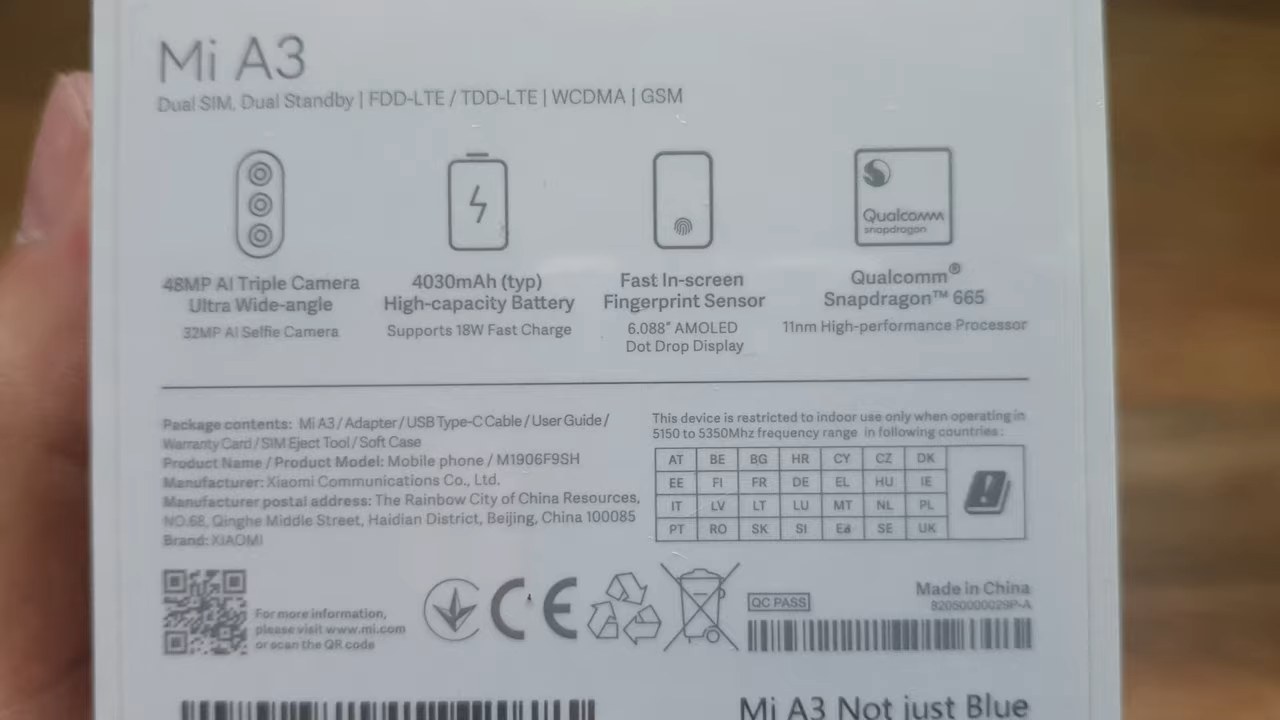 Mi A3
Dual SIM, Dual Standby | FDD-LTE / TDD-LTE | WCDMA | GSM
Qualcomm
snapdragon
48MP AI Triple Camera
Ultra Wide-angle
32MP AI Selfie Camera
4030mAh (typ)
High-capacity Battery
Supports 18W Fast Charge
Fast In-screen
Fingerprint Sensor
6.088" AMOLED
Dot Drop Display
Qualcomm®
Snapdragon™ 665
11nm High-performance Processor
Package contents: Mi A3 / Adapter / USB Type-C Cable / User Guide /
Warranty Card / SIM Eject Tool / Soft Case
Product Name / Product Model: Mobile phone / M1906F9SH
Manufacturer: Xiaomi Communications Co., Ltd.
Manufacturer postal address: The Rainbow City of China Resources,
NO.68, Qinghe Middle Street, Haidian District, Beijing, China 100085
Brand: XIAOMI
This device is restricted to indoor use only when operating in
5150 to 5350Mhz frequency range in following countries:
AT BE BG HR CY CZ DK
EE FI FR DE EL HU IE
IT LV LT LU MT NL PL
PT RO SK SI SE UK
For more information,
please visit www.mi.com
or scan the QR code
CE
QC PASS
Made in China
82050000029P-A
Mi A3 Not just Blue